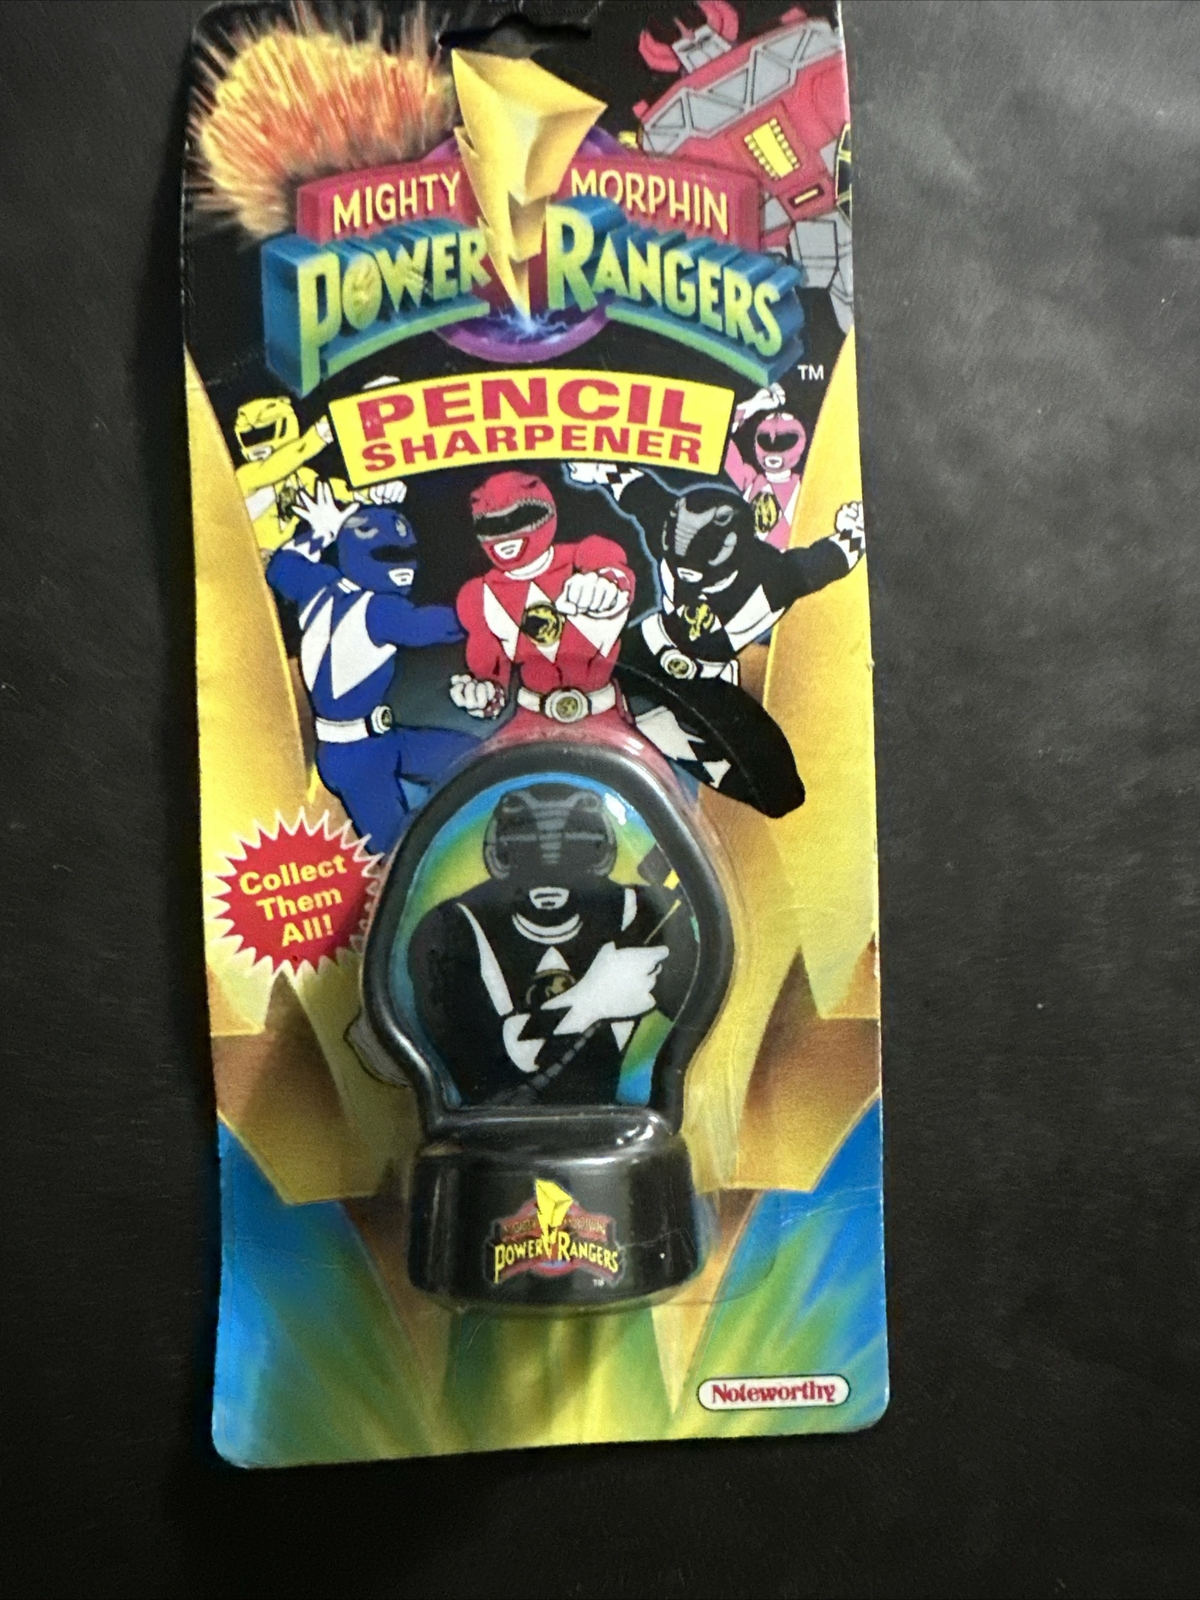 MIGHTY MORPHIN
POWER RANGERS
TM
PENCIL
SHARPENER
Collect
Them
All!
MIGHTY MORPHIN
POWER RANGERS
TM
Noteworthy